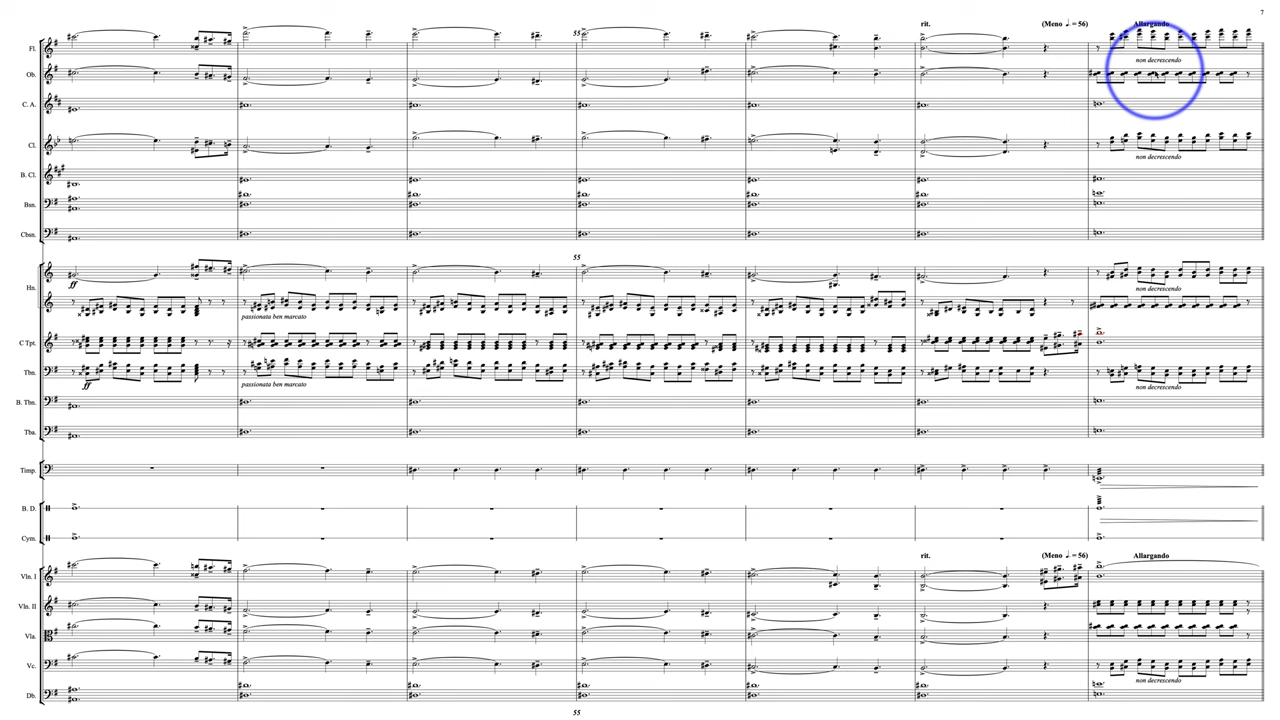 7
rit. (Meno ♩. = 56) Allargando
55
Fl.
non decrescendo
Ob.
C. A.
Cl.
non decrescendo
B. Cl.
Bsn.
Cbsn.
55
ff
Hn.
non decrescendo
passionata ben marcato
C Tpt.
Tbn.
ff
passionata ben marcato
non decrescendo
B. Tbn.
Tba.
Timp.
B. D.
Cym.
rit. (Meno ♩. = 56) Allargando
Vln. I
Vln. II
Vla.
Vc.
non decrescendo
Db.
55